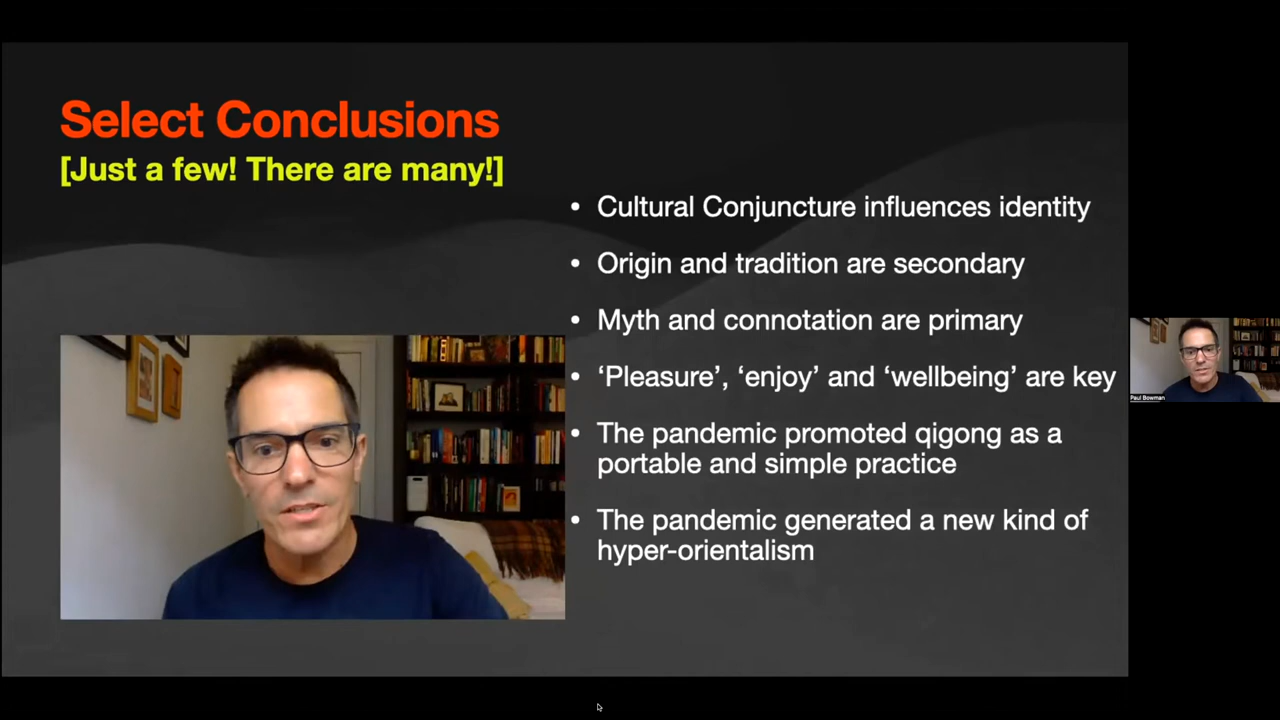 Select Conclusions
[Just a few! There are many!]
• Cultural Conjuncture influences identity
• Origin and tradition are secondary
• Myth and connotation are primary
• ‘Pleasure’, ‘enjoy’ and ‘wellbeing’ are key
• The pandemic promoted qigong as a
portable and simple practice
• The pandemic generated a new kind of
hyper-orientalism
Paul Bowman